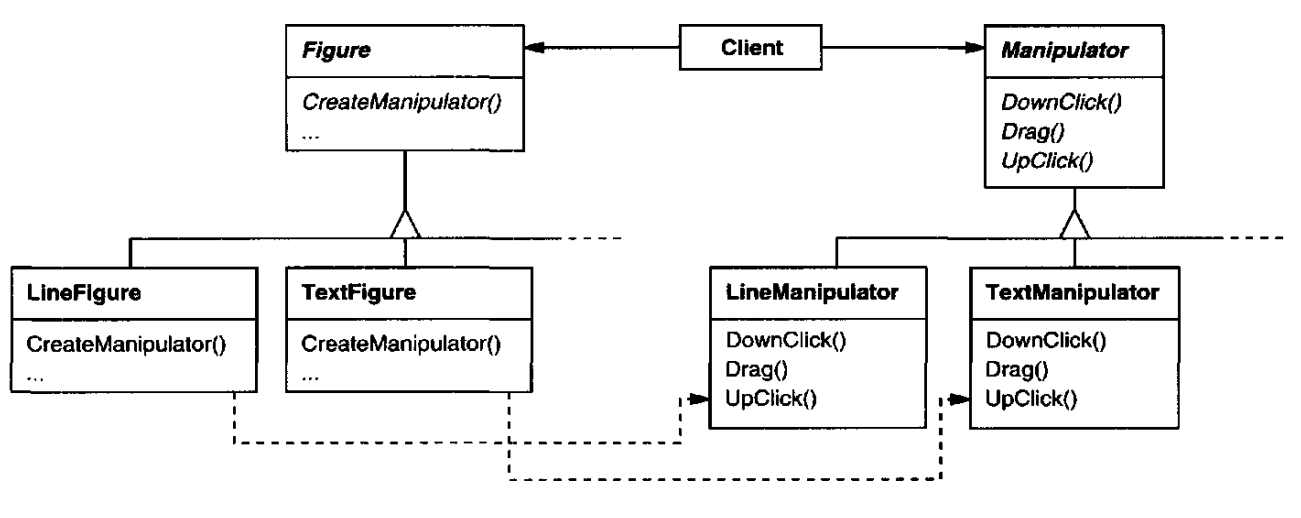 Figure
CreateManipulator()
...
Client
Manipulator
DownClick()
Drag()
UpClick()
LineFigure
CreateManipulator()
...
TextFigure
CreateManipulator()
...
LineManipulator
DownClick()
Drag()
UpClick()
TextManipulator
DownClick()
Drag()
UpClick()